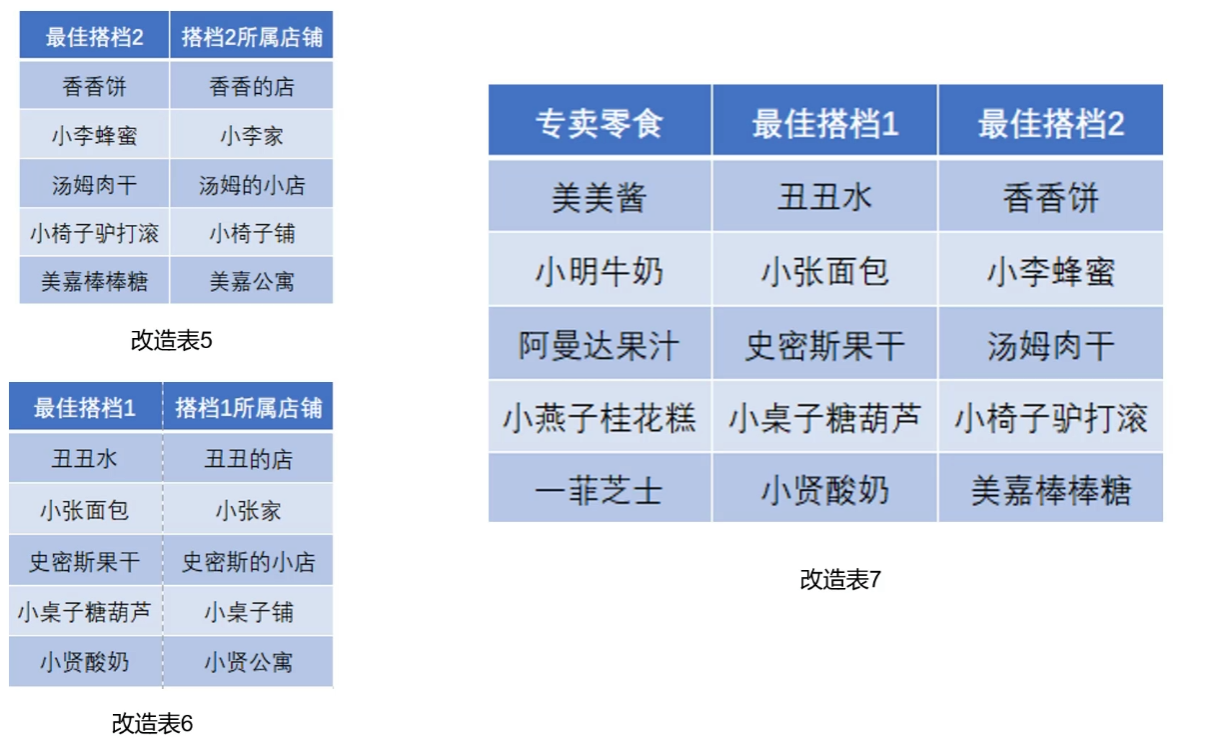 最佳搭档2 搭档2所属店铺
香香饼 香香的店
小李蜂蜜 小李家
汤姆肉干 汤姆的小店
小椅子驴打滚 小椅子铺
美嘉棒棒糖 美嘉公寓
改造表5
最佳搭档1 搭档1所属店铺
丑丑水 丑丑的店
小张面包 小张家
史密斯果干 史密斯的小店
小桌子糖葫芦 小桌子铺
小贤酸奶 小贤公寓
改造表6
专卖零食 最佳搭档1 最佳搭档2
美美酱 丑丑水 香香饼
小明牛奶 小张面包 小李蜂蜜
阿曼达果汁 史密斯果干 汤姆肉干
小燕子桂花糕 小桌子糖葫芦 小椅子驴打滚
一菲芝士 小贤酸奶 美嘉棒棒糖
改造表7